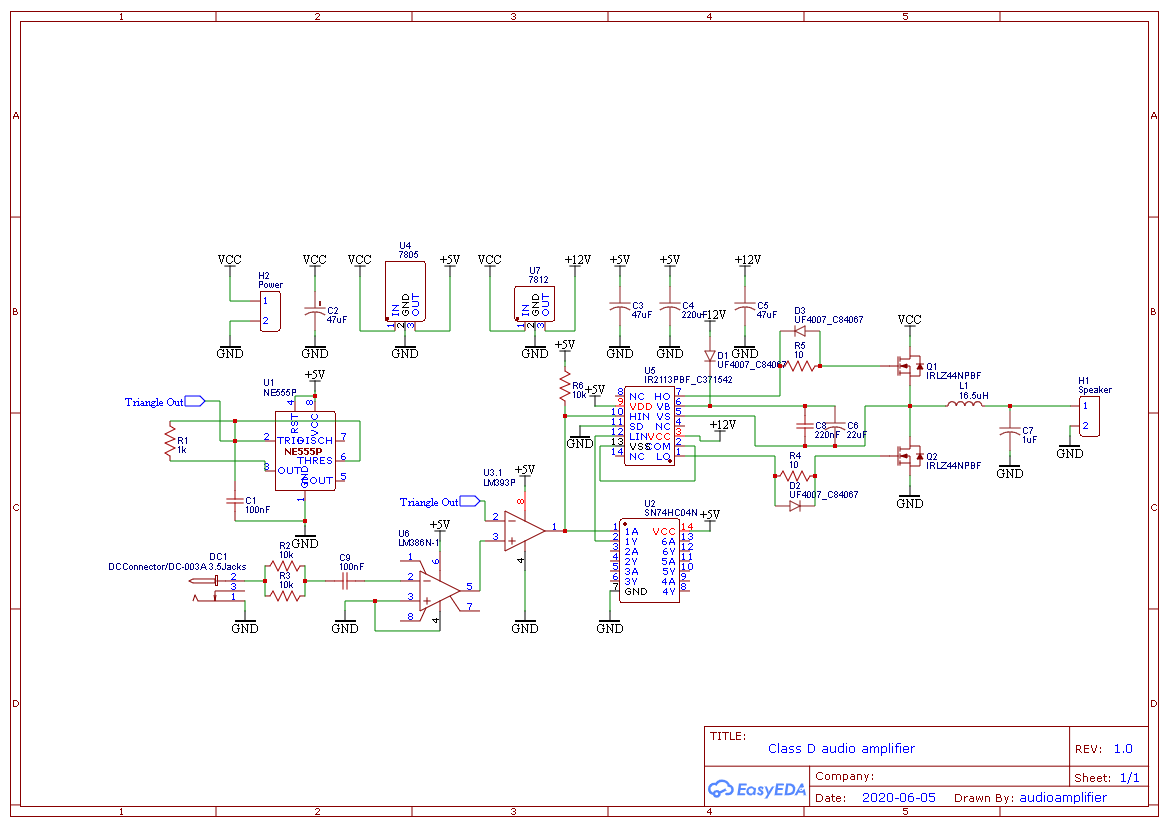 1 2 3 4 5
A A
B B
C C
D D
1 2 3 4 5
VCC
H2
Power
1
2
GND
VCC
C2
47uF
GND
VCC
U4
7805
+5V
IN
GND
OUT
1 2 3
GND
VCC
U7
7812
+12V
IN
GND
OUT
1 2 3
GND
+5V
C3
47uF
GND
+5V
C4
220uF
GND
+12V
C5
47uF
GND
+12V
D1
UF4007_C84067
D3
UF4007_C84067
R5
10
VCC
Q1
IRLZ44NPBF
L1
16.5uH
H1
Speaker
1
2
GND
C7
1uF
GND
Q2
IRLZ44NPBF
GND
C8
220nF
C6
22uF
R4
10
D2
UF4007_C84067
+5V
R6
10k
+5V
GND
U5
IR2113PBF_C371542
8 NC HO 7
9 VDD VB 6
10 HIN VS 5
11 SD NC 4
12 LIN VCC 3
13 VSS COM 2
14 NC LO 1
+12V
U1
NE555P
+5V
Triangle Out
4 8
RST
VCC
2 TRIG DISCH 7
NE555P
THRES 6
3 OUT
GND
COUT 5
1
R1
1k
C1
100nF
GND
DC1
DCConnector/DC-003A 3.5Jacks
2
3
1
GND
R2
10k
R3
10k
C9
100nF
GND
+5V
U6
LM386N-1
1
6
2
3
5
7
8
4
Triangle Out
U3.1
LM393P
+5V
8
2
3
1
4
GND
U2
SN74HC04N
+5V
1 1A VCC 14
2 1Y 6A 13
3 2A 6Y 12
4 2Y 5A 11
5 3A 5Y 10
6 3Y 4A 9
7 GND 4Y 8
GND
TITLE:
Class D audio amplifier
REV: 1.0
EasyEDA
Company:
Sheet: 1/1
Date: 2020-06-05 Drawn By: audioamplifier